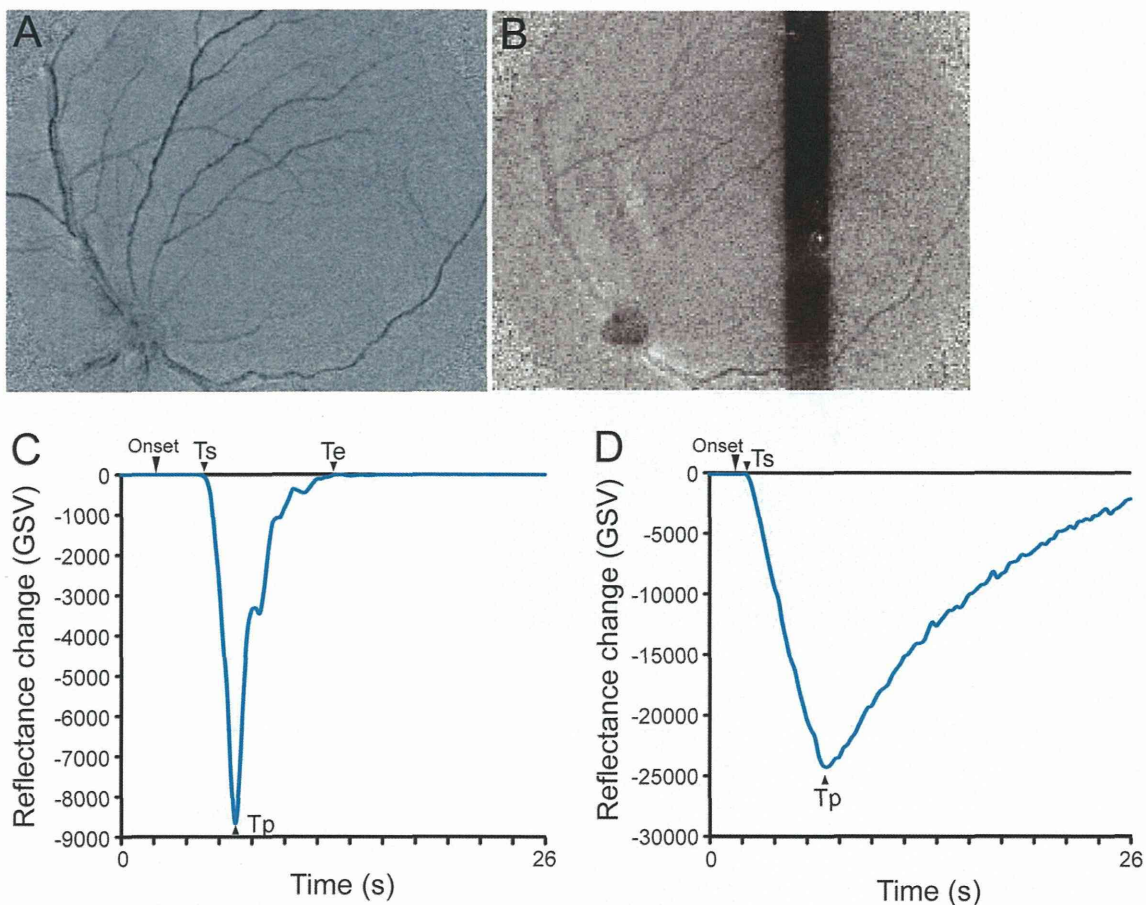 A
B
C
Onset
Ts
Te
0
-1000
-2000
-3000
-4000
-5000
-6000
-7000
-8000
-9000
Reflectance change (GSV)
Tp
0
26
Time (s)
D
Onset
Ts
0
-5000
-10000
-15000
-20000
-25000
-30000
Reflectance change (GSV)
Tp
0
26
Time (s)